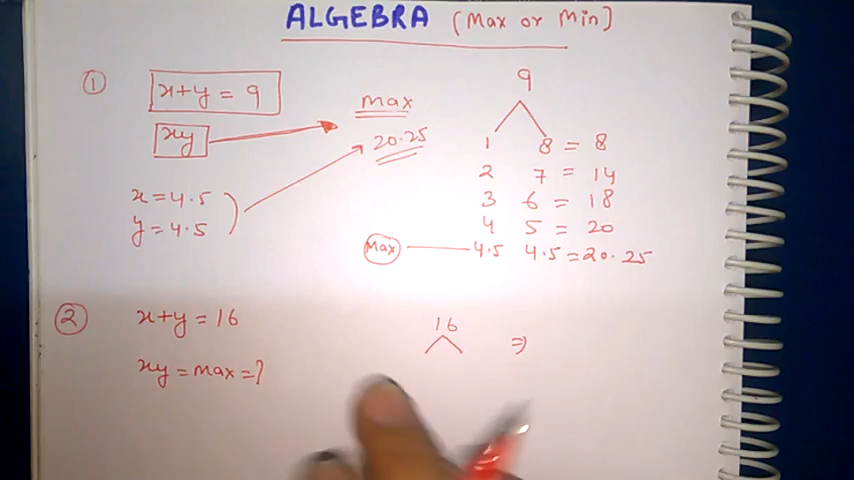 ALGEBRA (Max or Min)
① x+y = 9
xy
max
20.25
x = 4.5
y = 4.5
9
1 8 = 8
2 7 = 14
3 6 = 18
4 5 = 20
Max 4.5 4.5 = 20.25
② x+y = 16
xy = max = ?
16 ⇒